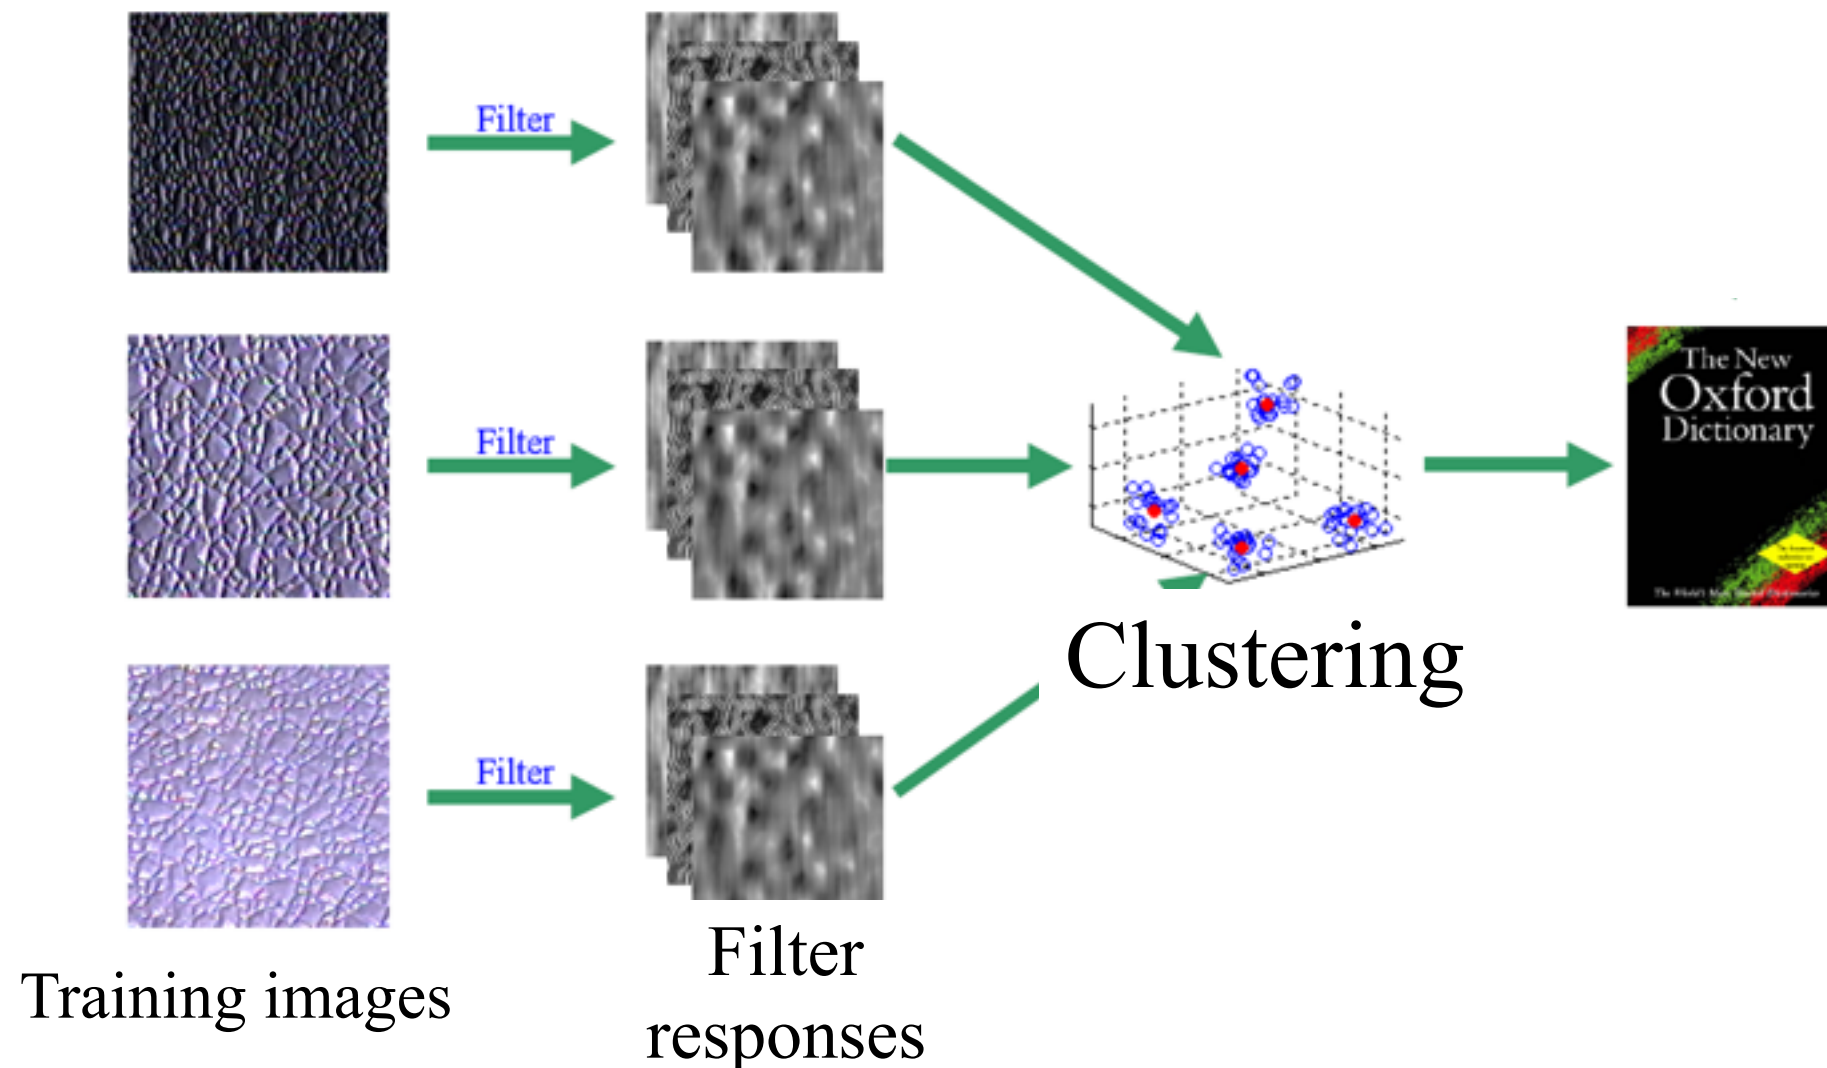 Filter
Filter
The New
Oxford
Dictionary
Clustering
Filter
Filter
responses
Training images